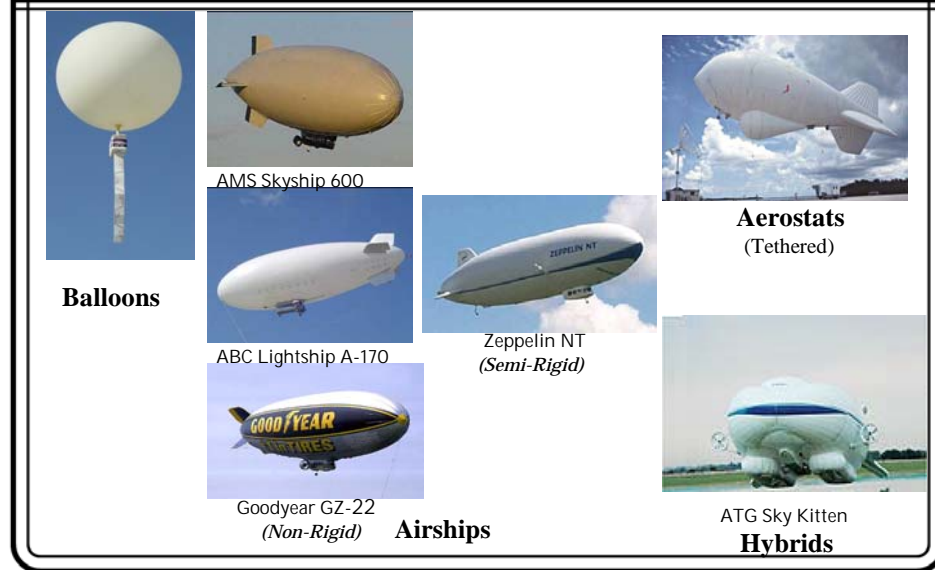 Balloons
AMS Skyship 600
ABC Lightship A-170
GOODYEAR
TIRES
Goodyear GZ-22
(Non-Rigid)
Airships
ZEPPELIN NT
Zeppelin NT
(Semi-Rigid)
Aerostats
(Tethered)
ATG Sky Kitten
Hybrids